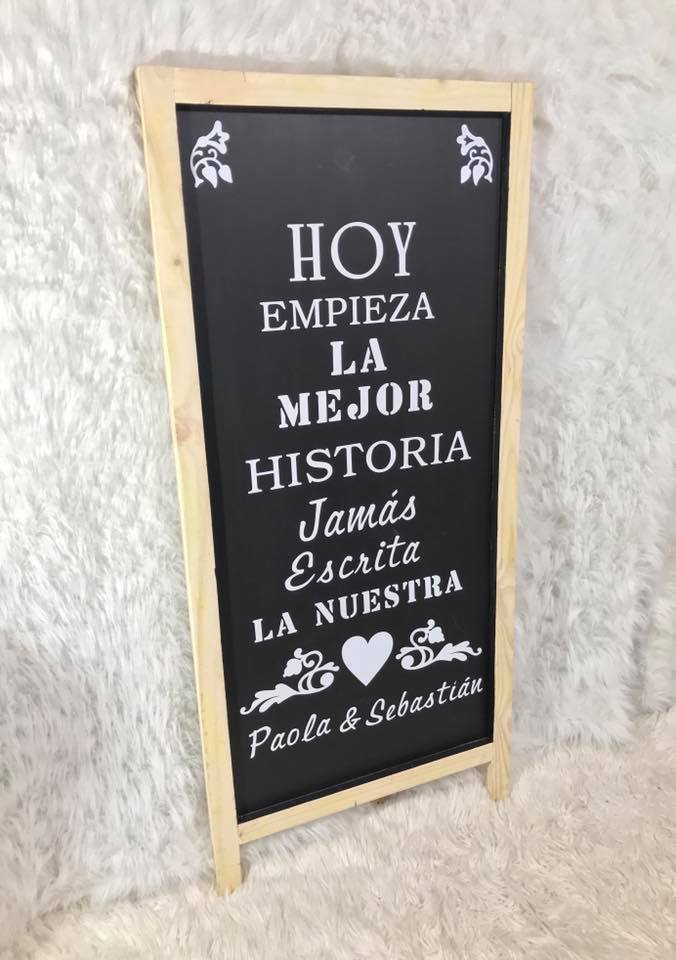 HOY
EMPIEZA
LA
MEJOR
HISTORIA
Jamás
Escrita
LA NUESTRA
Paola & Sebastián